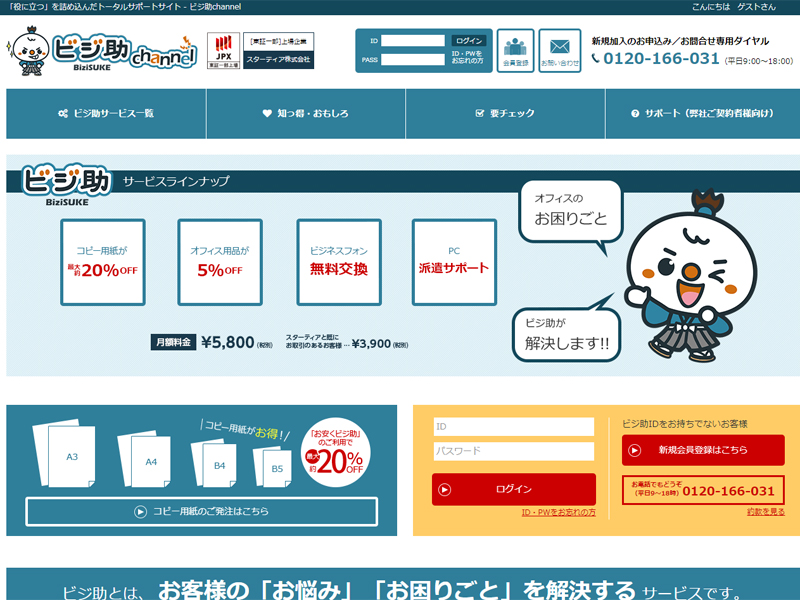 「役に立つ」を詰め込んだトータルサポートサイト - ビジ助channel
こんにちは ゲストさん
ビジ助channel
BiziSUKE
JPX
東証一部上場
[東証一部]上場企業
スターティア株式会社
ID
PASS
ログイン
ID・PWを
お忘れの方
会員登録
お問い合わせ
新規加入のお申込み／お問合せ専用ダイヤル
0120-166-031 (平日9:00～18:00)
ビジ助サービス一覧
知っ得・おもしろ
要チェック
サポート（弊社ご契約者様向け）
ビジ助
BiziSUKE
サービスラインナップ
コピー用紙が
最大約20%OFF
オフィス用品が
5%OFF
ビジネスフォン
無料交換
PC
派遣サポート
オフィスの
お困りごと
ビジ助が
解決します!!
月額料金 ¥5,800 (税別)
スターティアと既に
お取引のあるお客様 … ¥3,900 (税別)
A3
A4
B4
B5
コピー用紙がお得!
「お安くビジ助」
のご利用で
最大
約20%OFF
コピー用紙のご発注はこちら
ID
パスワード
ログイン
ID・PWをお忘れの方
ビジ助IDをお持ちでないお客様
新規会員登録はこちら
お電話でもどうぞ
(平日9～18時) 0120-166-031
約款を見る
ビジ助とは、お客様の「お悩み」「お困りごと」を解決する サービスです。